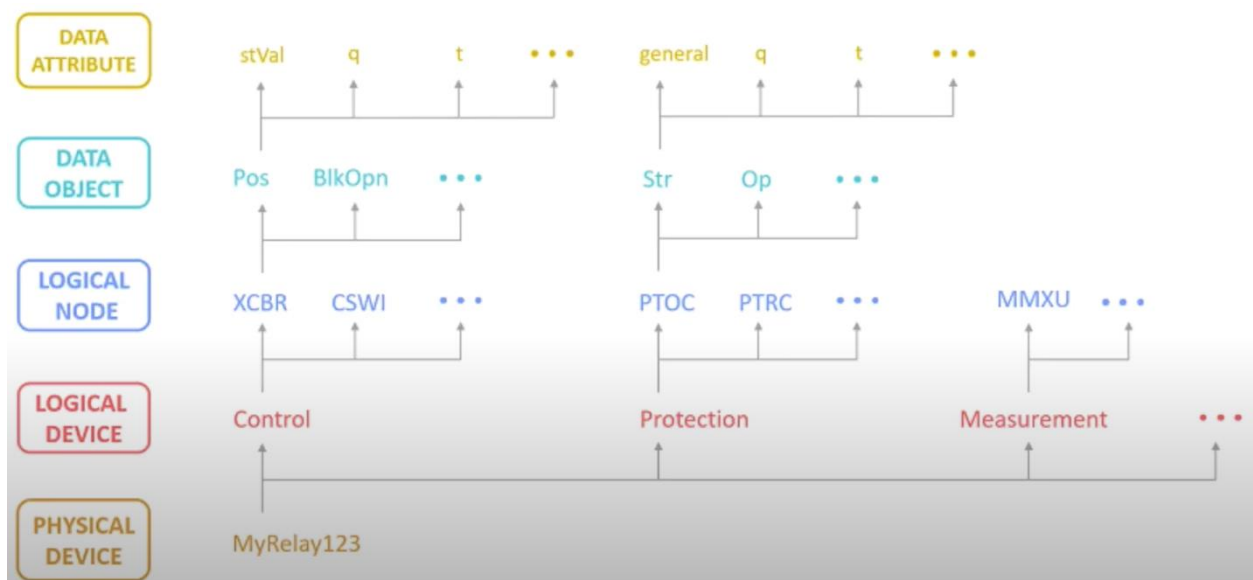 DATA
ATTRIBUTE
stVal q t ••• general q t •••
DATA
OBJECT
Pos BlkOpn ••• Str Op •••
LOGICAL
NODE
XCBR CSWI ••• PTOC PTRC ••• MMXU •••
LOGICAL
DEVICE
Control Protection Measurement •••
PHYSICAL
DEVICE
MyRelay123